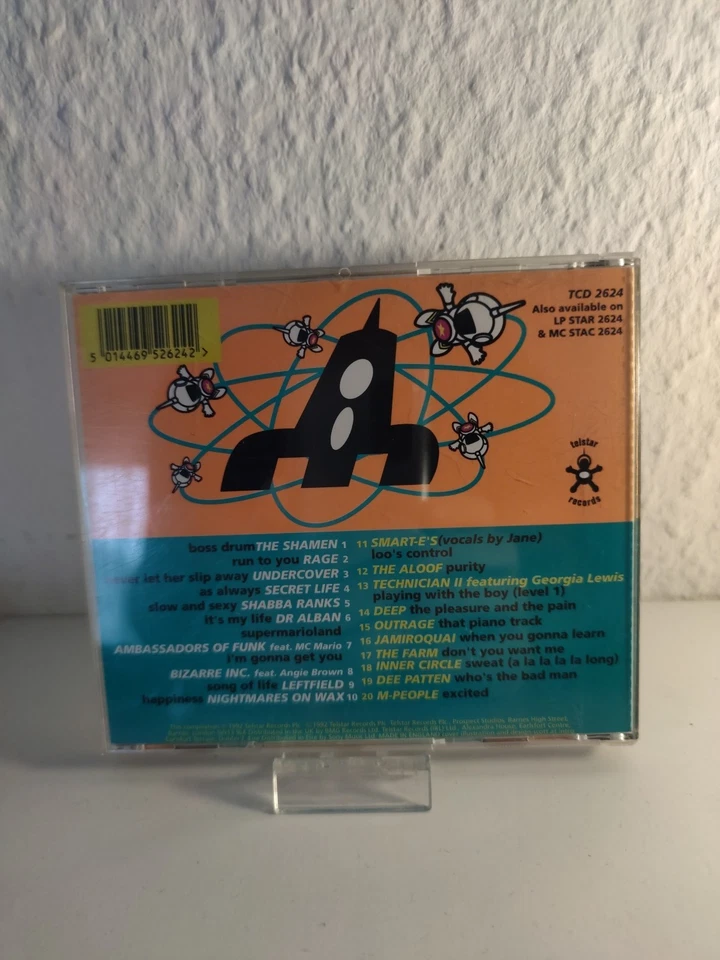 TCD 2624
Also available on
LP STAR 2624
& MC STAC 2624
5 014469 526242 >
telstar
records
boss drum THE SHAMEN 1
run to you RAGE 2
never let her slip away UNDERCOVER 3
as always SECRET LIFE 4
slow and sexy SHABBA RANKS 5
it's my life DR ALBAN 6
supermarioland
AMBASSADORS OF FUNK feat. MC Mario 7
i'm gonna get you
BIZARRE INC. feat. Angie Brown 8
song of life LEFTFIELD 9
happiness NIGHTMARES ON WAX 10
11 SMART-E'S (vocals by Jane)
loo's control
12 THE ALOOF purity
13 TECHNICIAN II featuring Georgia Lewis
playing with the boy (level 1)
14 DEEP the pleasure and the pain
15 OUTRAGE that piano track
16 JAMIROQUAI when you gonna learn
17 THE FARM don't you want me
18 INNER CIRCLE sweat (a la la la la long)
19 DEE PATTEN who's the bad man
20 M-PEOPLE excited